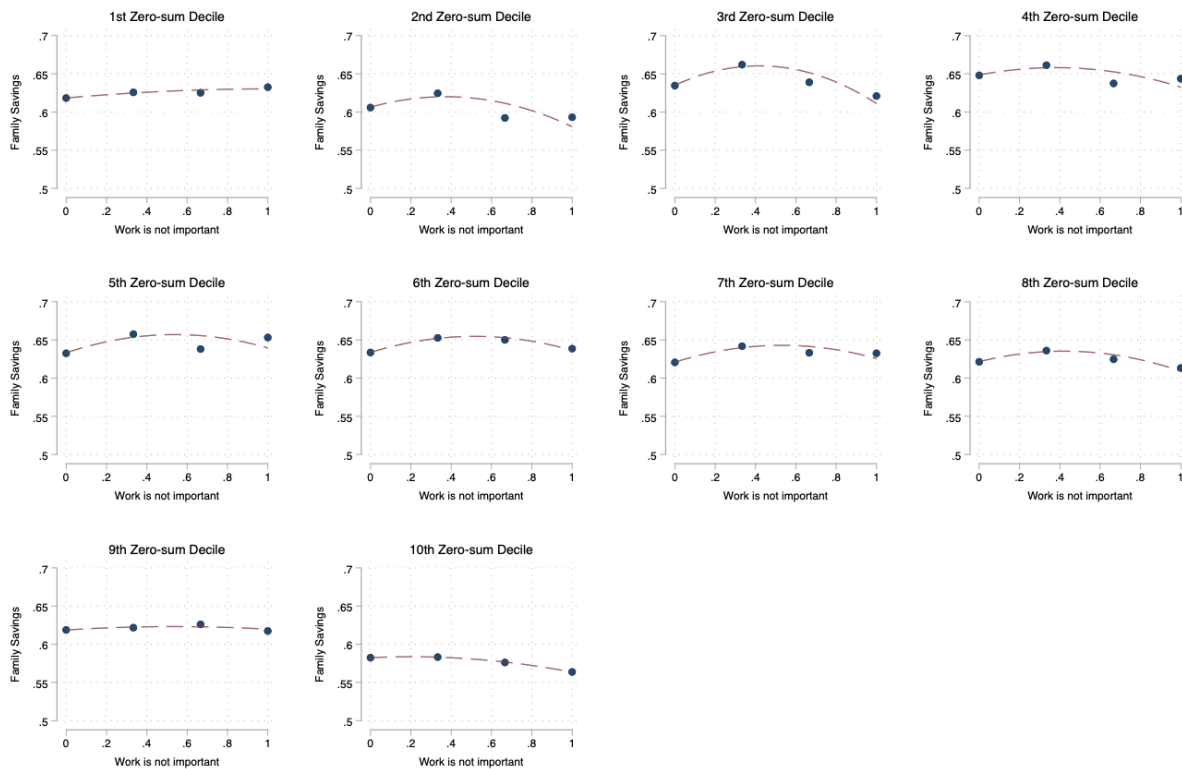 1st Zero-sum Decile
.7
.65
.6
.55
.5
Family Savings
0 .2 .4 .6 .8 1
Work is not important
2nd Zero-sum Decile
.7
.65
.6
.55
.5
Family Savings
0 .2 .4 .6 .8 1
Work is not important
3rd Zero-sum Decile
.7
.65
.6
.55
.5
Family Savings
0 .2 .4 .6 .8 1
Work is not important
4th Zero-sum Decile
.7
.65
.6
.55
.5
Family Savings
0 .2 .4 .6 .8 1
Work is not important
5th Zero-sum Decile
.7
.65
.6
.55
.5
Family Savings
0 .2 .4 .6 .8 1
Work is not important
6th Zero-sum Decile
.7
.65
.6
.55
.5
Family Savings
0 .2 .4 .6 .8 1
Work is not important
7th Zero-sum Decile
.7
.65
.6
.55
.5
Family Savings
0 .2 .4 .6 .8 1
Work is not important
8th Zero-sum Decile
.7
.65
.6
.55
.5
Family Savings
0 .2 .4 .6 .8 1
Work is not important
9th Zero-sum Decile
.7
.65
.6
.55
.5
Family Savings
0 .2 .4 .6 .8 1
Work is not important
10th Zero-sum Decile
.7
.65
.6
.55
.5
Family Savings
0 .2 .4 .6 .8 1
Work is not important